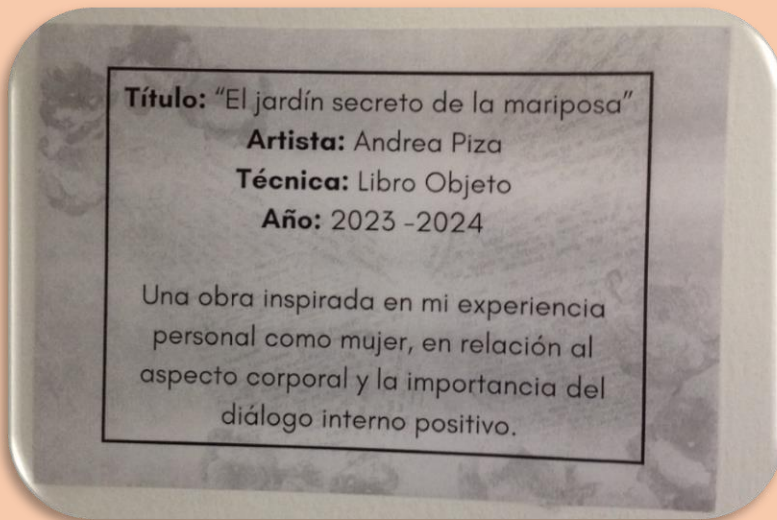 Título: “El jardín secreto de la mariposa”
Artista: Andrea Piza
Técnica: Libro Objeto
Año: 2023 -2024
Una obra inspirada en mi experiencia
personal como mujer, en relación al
aspecto corporal y la importancia del
diálogo interno positivo.